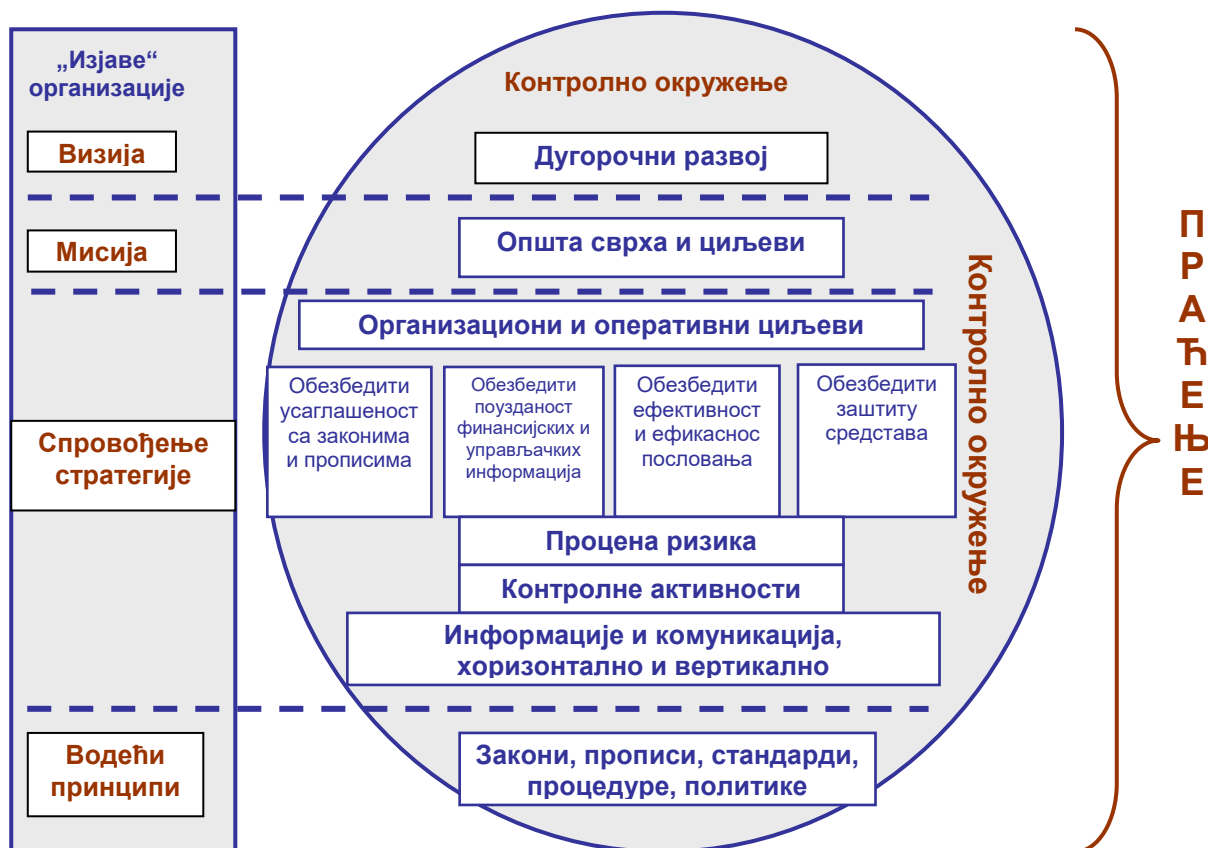 „Изјаве“
организације
Контролно окружење
Визија
Дугорочни развој
Мисија
Општа сврха и циљеви
Организациони и оперативни циљеви
Обезбедити
усаглашеност
са законима
и прописима
Обезбедити
поузданост
финансијских и
управљачких
информација
Обезбедити
ефективност
и ефикаснос
пословања
Обезбедити
заштиту
средстава
Спровођење
стратегије
Процена ризика
Контролне активности
Информације и комуникација,
хоризонтално и вертикално
Водећи
принципи
Закони, прописи, стандарди,
процедуре, политике
Контролно окружење
ПРАЋЕЊЕ